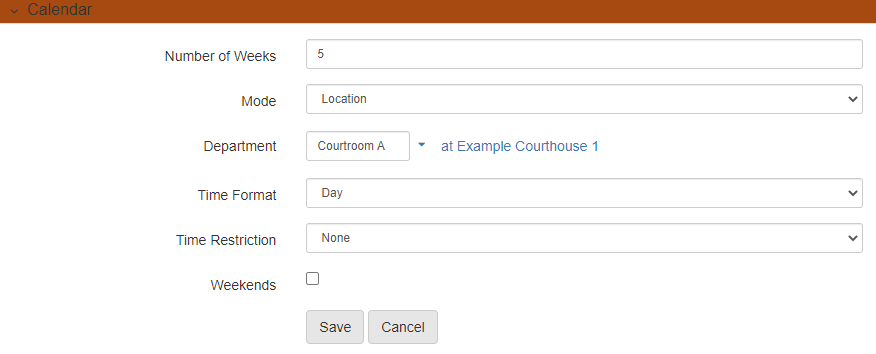 Calendar
Number of Weeks 5
Mode Location
Department Courtroom A at Example Courthouse 1
Time Format Day
Time Restriction None
Weekends
Save Cancel